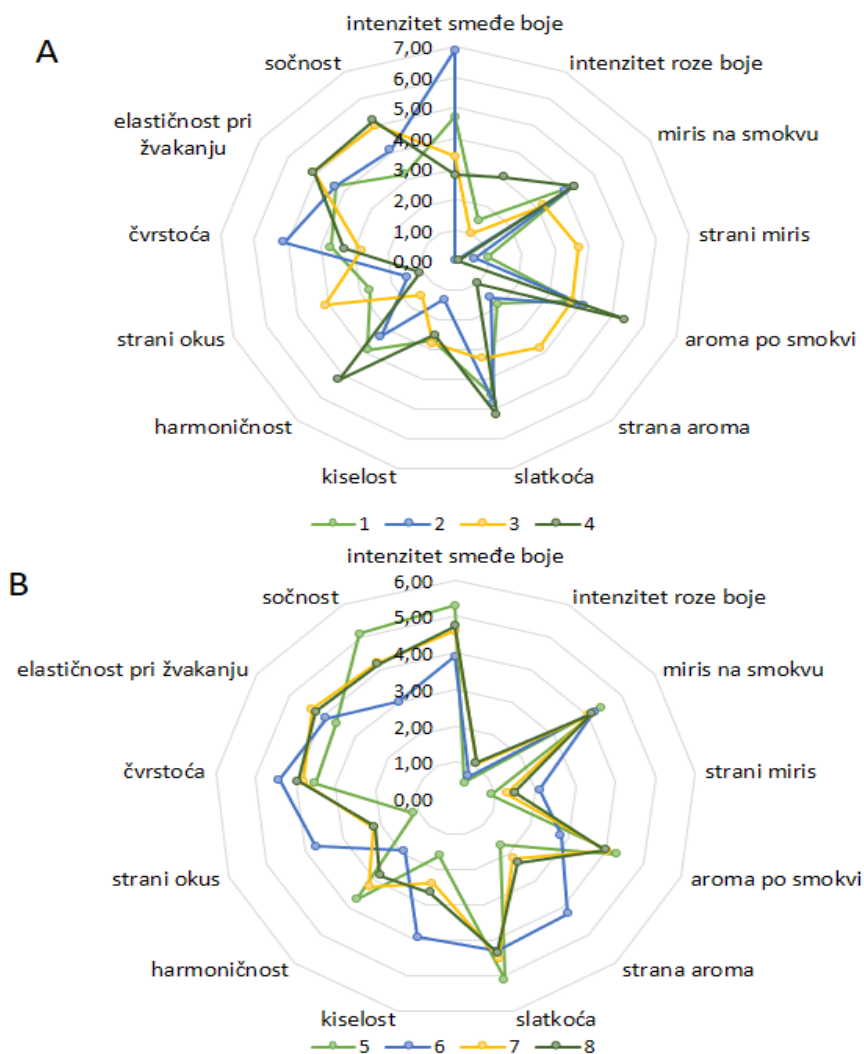 A
intenzitet smeđe boje
7,00
6,00
5,00
4,00
3,00
2,00
1,00
0,00
intenzitet roze boje
miris na smokvu
strani miris
aroma po smokvi
strana aroma
slatkoća
kiselost
harmoničnost
strani okus
čvrstoća
elastičnost pri
žvakanju
sočnost
1 2 3 4
B
intenzitet smeđe boje
6,00
5,00
4,00
3,00
2,00
1,00
0,00
intenzitet roze boje
miris na smokvu
strani miris
aroma po smokvi
strana aroma
slatkoća
kiselost
harmoničnost
strani okus
čvrstoća
elastičnost pri žvakanju
sočnost
5 6 7 8